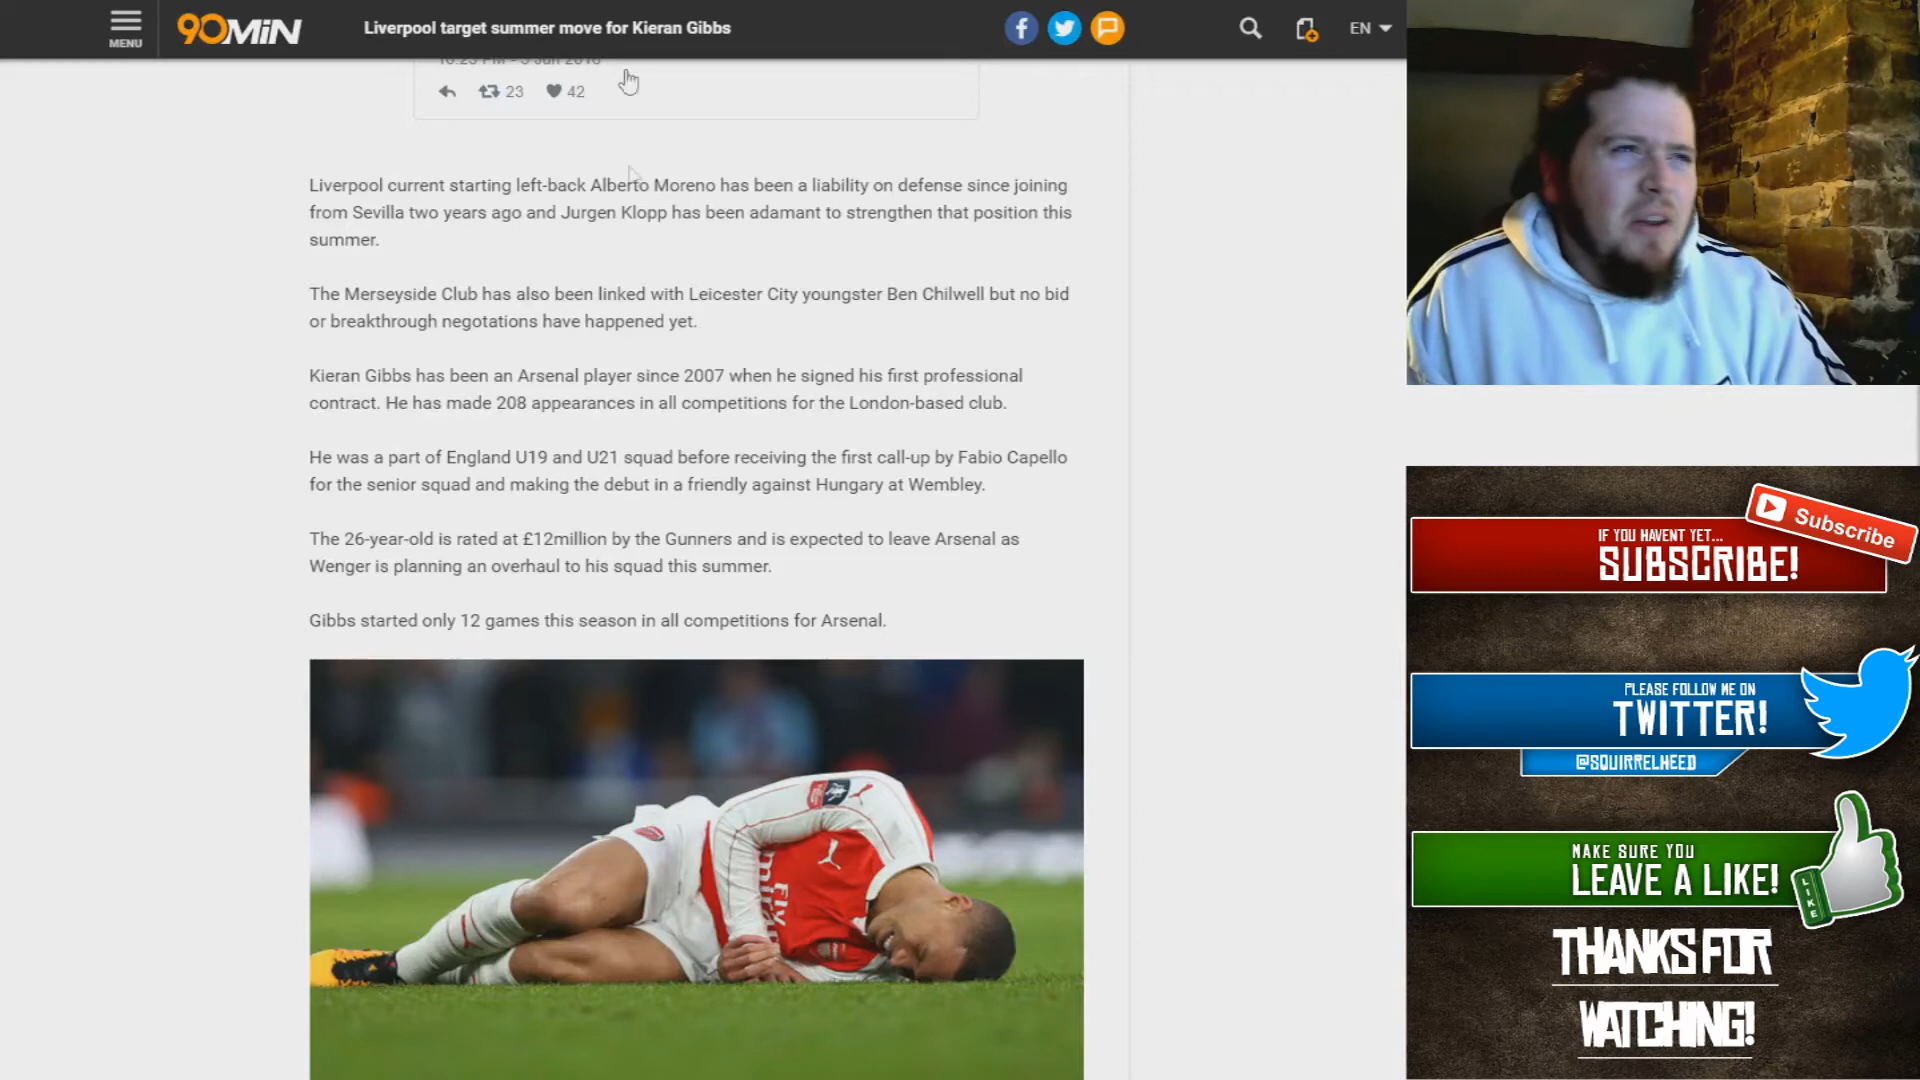 MENU
90MiN
Liverpool target summer move for Kieran Gibbs
EN
10:23 PM - 5 Jan 2016
23
42
Liverpool current starting left-back Alberto Moreno has been a liability on defense since joining
from Sevilla two years ago and Jurgen Klopp has been adamant to strengthen that position this
summer.
The Merseyside Club has also been linked with Leicester City youngster Ben Chilwell but no bid
or breakthrough negotations have happened yet.
Kieran Gibbs has been an Arsenal player since 2007 when he signed his first professional
contract. He has made 208 appearances in all competitions for the London-based club.
He was a part of England U19 and U21 squad before receiving the first call-up by Fabio Capello
for the senior squad and making the debut in a friendly against Hungary at Wembley.
The 26-year-old is rated at £12million by the Gunners and is expected to leave Arsenal as
Wenger is planning an overhaul to his squad this summer.
Gibbs started only 12 games this season in all competitions for Arsenal.
Fly
IF YOU HAVENT YET...
SUBSCRIBE!
Subscribe
PLEASE FOLLOW ME ON
TWITTER!
@SQUIRRELHEED
MAKE SURE YOU
LEAVE A LIKE!
LIKE
THANKS FOR
WATCHING!